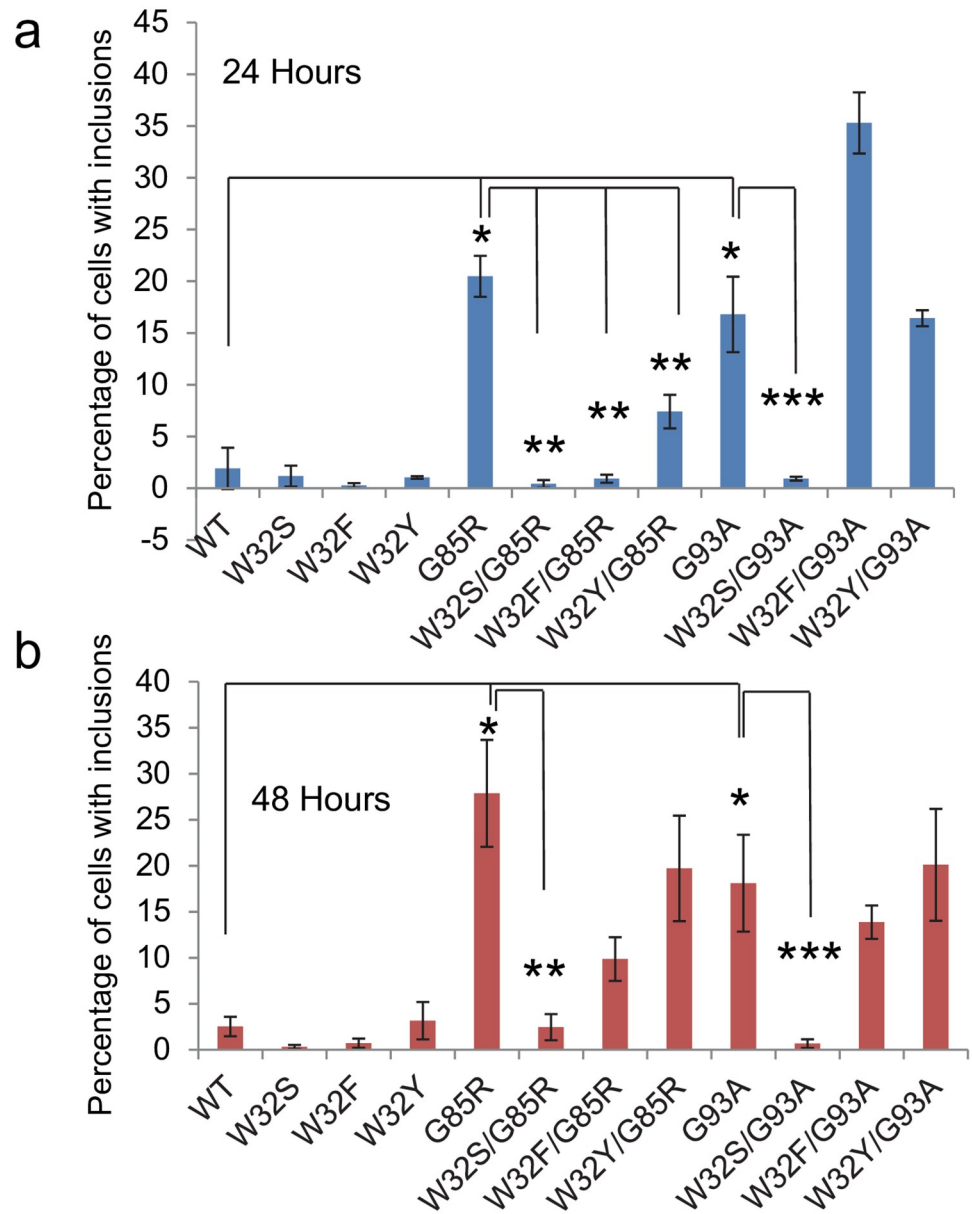 a
Percentage of cells with inclusions
45
40
35
30
25
20
15
10
5
0
-5
24 Hours
*
**
**
**
*
***
WT
W32S
W32F
W32Y
G85R
W32S/G85R
W32F/G85R
W32Y/G85R
G93A
W32S/G93A
W32F/G93A
W32Y/G93A
b
Percentage of cells with inclusions
40
35
30
25
20
15
10
5
0
48 Hours
*
**
*
***
WT
W32S
W32F
W32Y
G85R
W32S/G85R
W32F/G85R
W32Y/G85R
G93A
W32S/G93A
W32F/G93A
W32Y/G93A